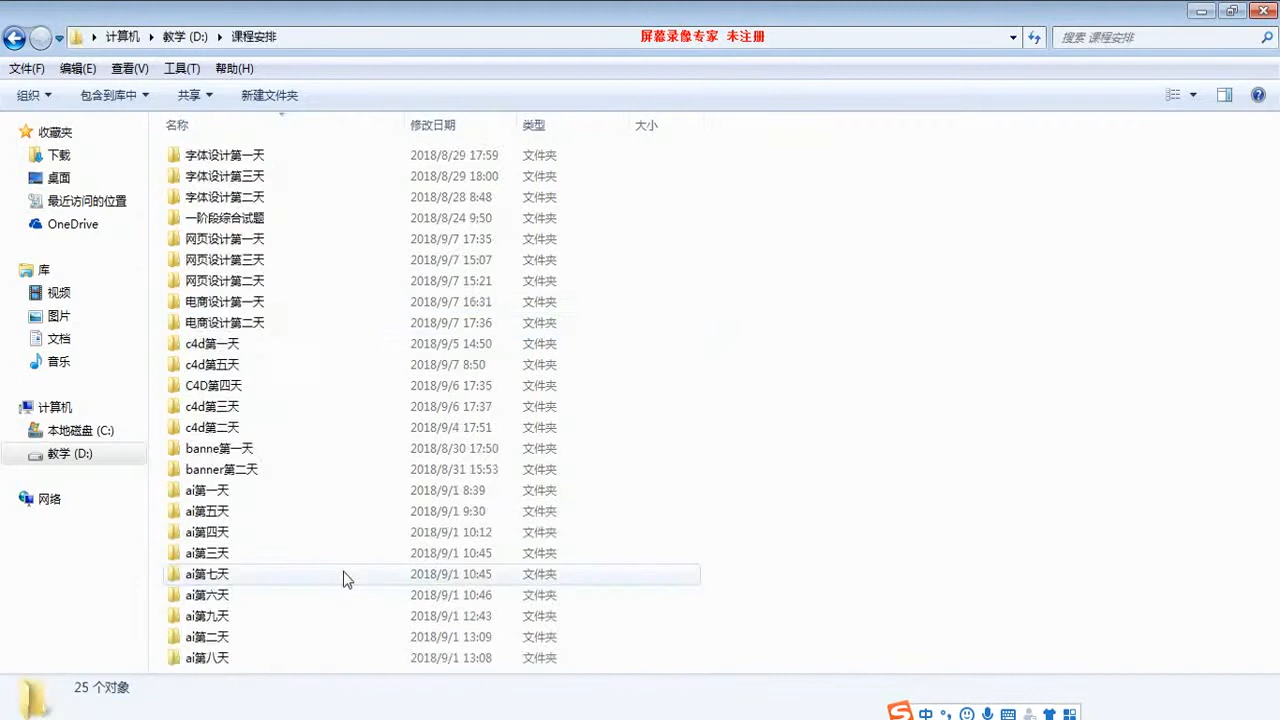 计算机 教学 (D:) 课程安排 屏幕录像专家 未注册 搜索 课程安排
文件(F) 编辑(E) 查看(V) 工具(T) 帮助(H)
组织 包含到库中 共享 新建文件夹
收藏夹
下载
桌面
最近访问的位置
OneDrive
库
视频
图片
文档
音乐
计算机
本地磁盘 (C:)
教学 (D:)
网络
名称 修改日期 类型 大小
字体设计第一天 2018/8/29 17:59 文件夹
字体设计第三天 2018/8/29 18:00 文件夹
字体设计第二天 2018/8/28 8:48 文件夹
一阶段综合试题 2018/8/24 9:50 文件夹
网页设计第一天 2018/9/7 17:35 文件夹
网页设计第三天 2018/9/7 15:07 文件夹
网页设计第二天 2018/9/7 15:21 文件夹
电商设计第一天 2018/9/7 16:31 文件夹
电商设计第二天 2018/9/7 17:36 文件夹
c4d第一天 2018/9/5 14:50 文件夹
c4d第五天 2018/9/7 8:50 文件夹
C4D第四天 2018/9/6 17:35 文件夹
c4d第三天 2018/9/6 17:37 文件夹
c4d第二天 2018/9/4 17:51 文件夹
banne第一天 2018/8/30 17:50 文件夹
banner第二天 2018/8/31 15:53 文件夹
ai第一天 2018/9/1 8:39 文件夹
ai第五天 2018/9/1 9:30 文件夹
ai第四天 2018/9/1 10:12 文件夹
ai第三天 2018/9/1 10:45 文件夹
ai第七天 2018/9/1 10:45 文件夹
ai第六天 2018/9/1 10:46 文件夹
ai第九天 2018/9/1 12:43 文件夹
ai第二天 2018/9/1 13:09 文件夹
ai第八天 2018/9/1 13:08 文件夹
25 个对象
中